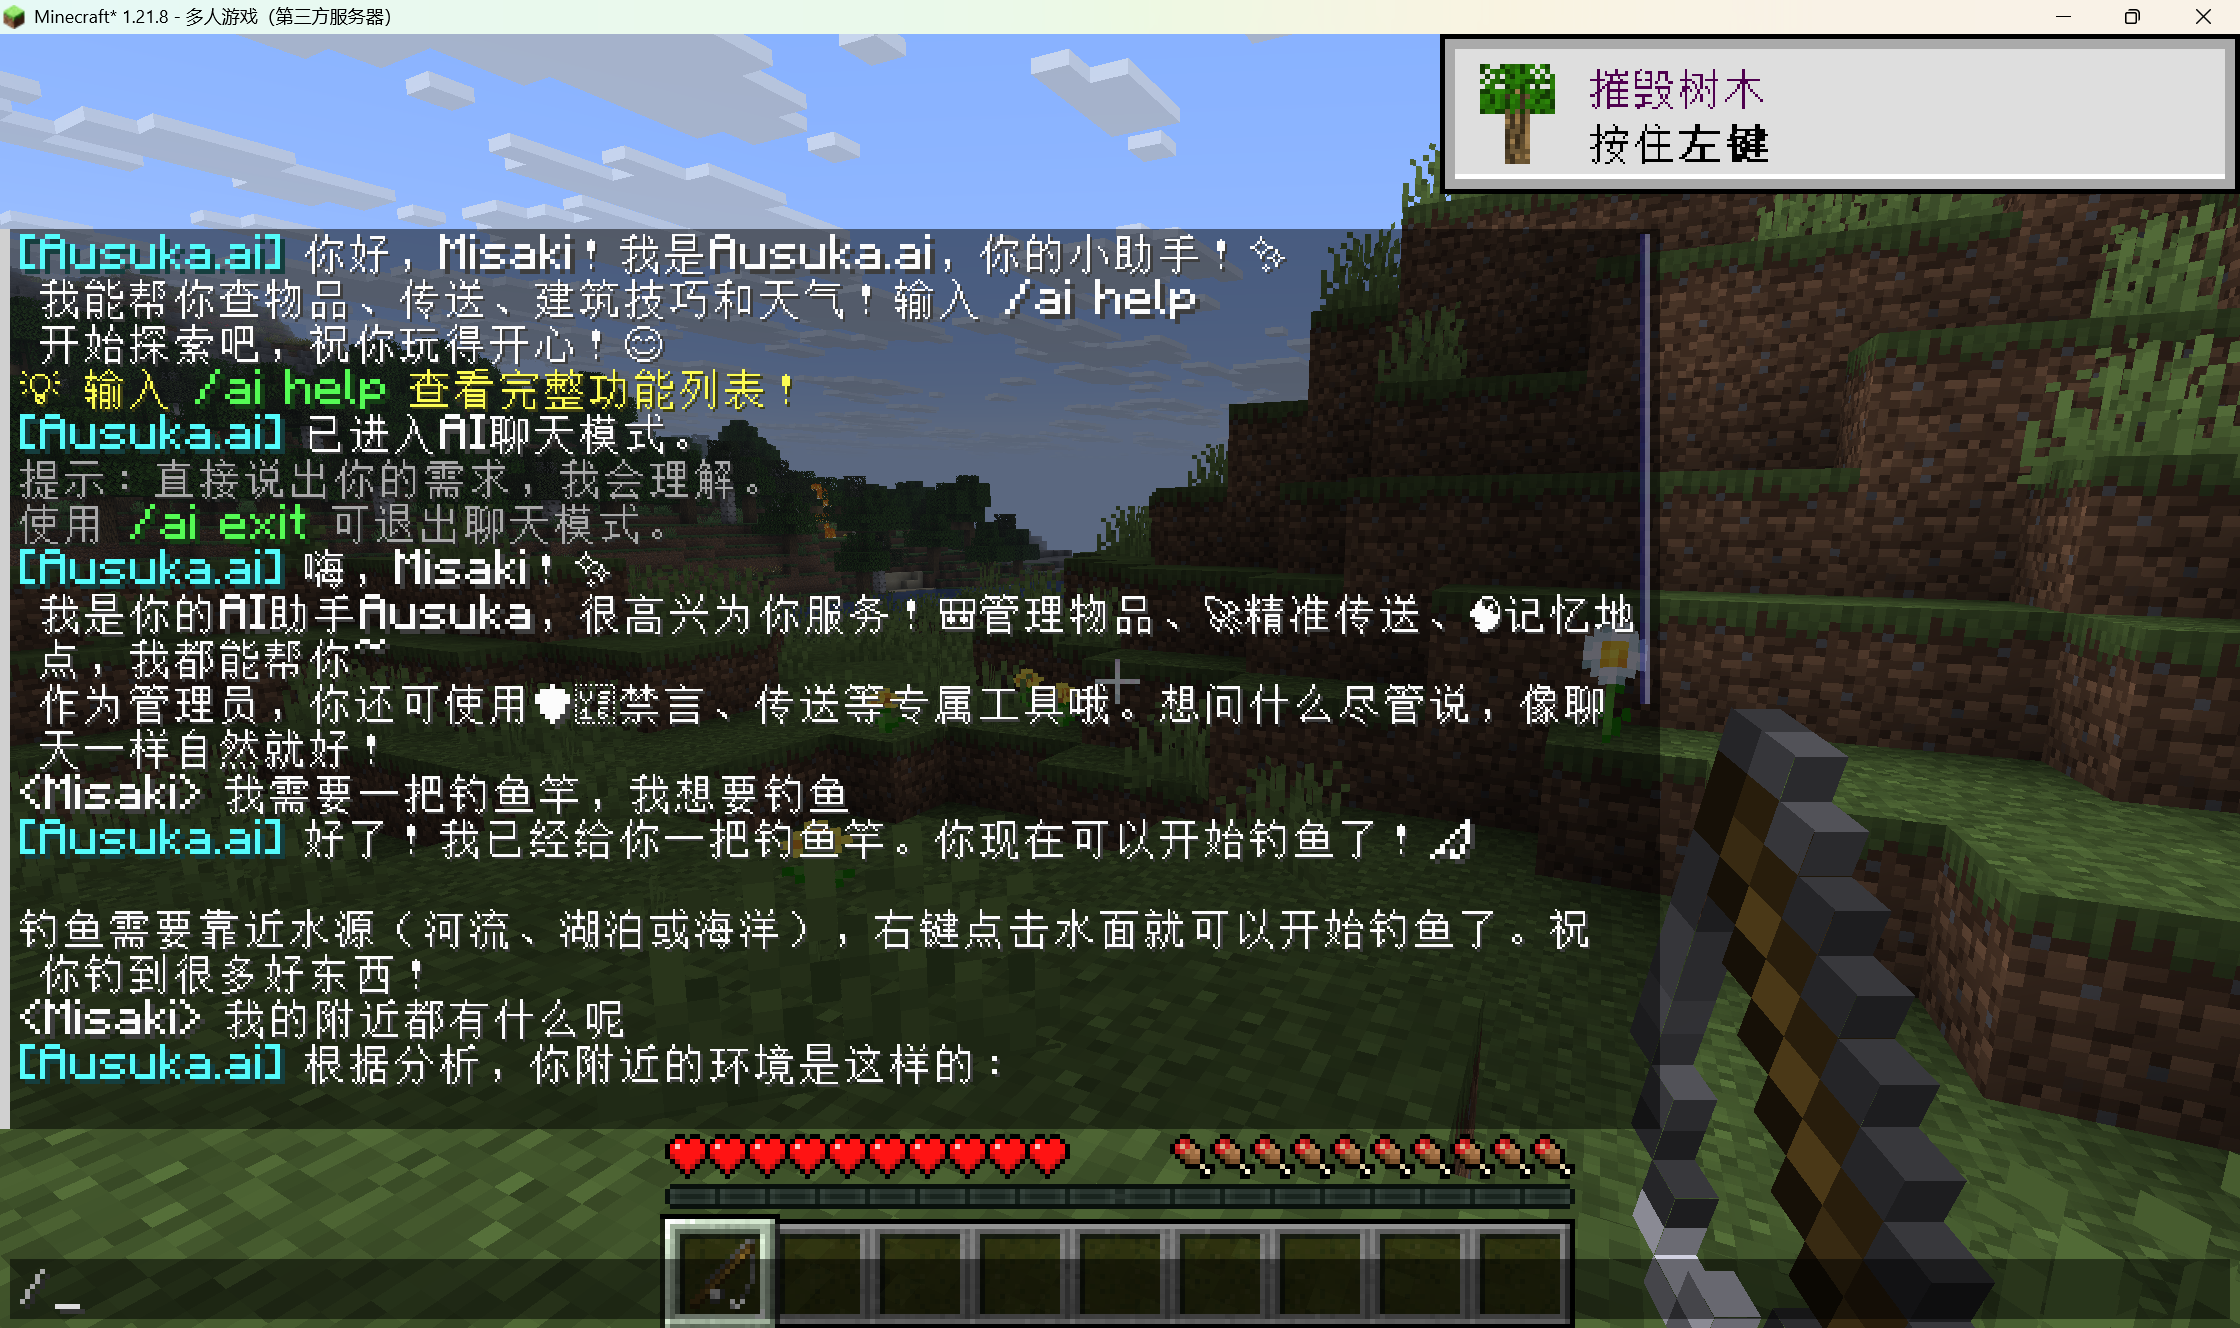 Minecraft* 1.21.8 - 多人游戏（第三方服务器）
摧毁树木
按住左键
[Ausuka.ai] 你好，Misaki！我是Ausuka.ai，你的小助手！✨
我能帮你查物品、传送、建筑技巧和天气！输入 /ai help
开始探索吧，祝你玩得开心！😊
💡 输入 /ai help 查看完整功能列表！
[Ausuka.ai] 已进入AI聊天模式。
提示：直接说出你的需求，我会理解。
使用 /ai exit 可退出聊天模式。
[Ausuka.ai] 嗨，Misaki！✨
我是你的AI助手Ausuka，很高兴为你服务！管理物品、🚀精准传送、记忆地
点，我都能帮你~
作为管理员，你还可使用禁言、传送等专属工具哦。想问什么尽管说，像聊
天一样自然就好！
<Misaki> 我需要一把钓鱼竿，我想要钓鱼
[Ausuka.ai] 好了！我已经给你一把钓鱼竿。你现在可以开始钓鱼了！🎣
钓鱼需要靠近水源（河流、湖泊或海洋），右键点击水面就可以开始钓鱼了。祝
你钓到很多好东西！
<Misaki> 我的附近都有什么呢
[Ausuka.ai] 根据分析，你附近的环境是这样的：
/_